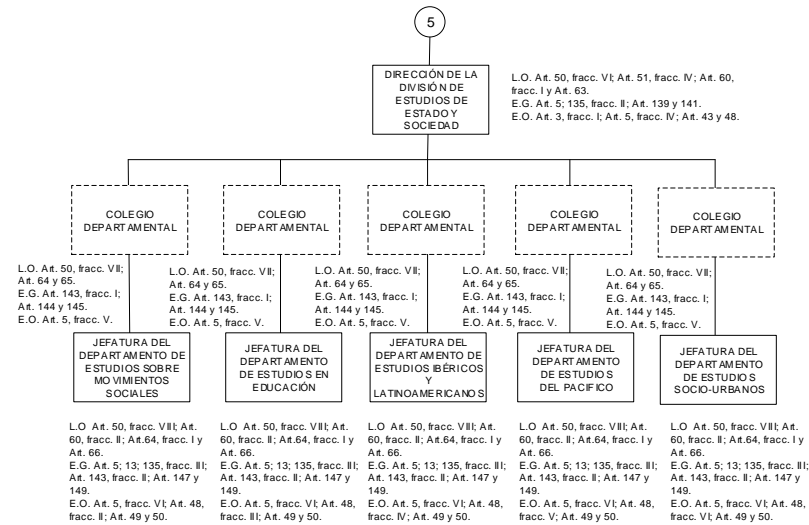 5
DIRECCIÓN DE LA
DIVISIÓN DE
ESTUDIOS DE
ESTADO Y
SOCIEDAD
L.O. Art. 50, fracc. VI; Art. 51, fracc. IV; Art. 60,
fracc. I y Art. 63.
E.G. Art. 5; 135, fracc. II; Art. 139 y 141.
E.O. Art. 3, fracc. I; Art. 5, fracc. IV; Art. 43 y 48.
COLEGIO
DEPARTAMENTAL
COLEGIO
DEPARTAMENTAL
COLEGIO
DEPARTAMENTAL
COLEGIO
DEPARTAMENTAL
COLEGIO
DEPARTAMENTAL
L.O. Art. 50, fracc. VII;
Art. 64 y 65.
E.G. Art. 143, fracc. I;
Art. 144 y 145.
E.O. Art. 5, fracc. V.
L.O. Art. 50, fracc. VII;
Art. 64 y 65.
E.G. Art. 143, fracc. I;
Art. 144 y 145.
E.O. Art. 5, fracc. V.
L.O. Art. 50, fracc. VII;
Art. 64 y 65.
E.G. Art. 143, fracc. I;
Art. 144 y 145.
E.O. Art. 5, fracc. V.
L.O. Art. 50, fracc. VII;
Art. 64 y 65.
E.G. Art. 143, fracc. I;
Art. 144 y 145.
E.O. Art. 5, fracc. V.
L.O. Art. 50, fracc. VII;
Art. 64 y 65.
E.G. Art. 143, fracc. I;
Art. 144 y 145.
E.O. Art. 5, fracc. V.
JEFATURA DEL
DEPARTAMENTO DE
ESTUDIOS SOBRE
MOVIMIENTOS
SOCIALES
JEFATURA DEL
DEPARTAMENTO
DE ESTUDIOS EN
EDUCACIÓN
JEFATURA DEL
DEPARTAMENTO DE
ESTUDIOS IBÉRICOS
Y
LATINOAMERICANOS
JEFATURA DEL
DEPARTAMENTO
DE ESTUDIOS
DEL PACIFICO
JEFATURA DEL
DEPARTAMENTO
DE ESTUDIOS
SOCIO-URBANOS
L.O Art. 50, fracc. VIII; Art.
60, fracc. II; Art.64, fracc. I y
Art. 66.
E.G. Art. 5; 13; 135, fracc. III;
Art. 143, fracc. II; Art. 147 y
149.
E.O. Art. 5, fracc. VI; Art. 48,
fracc. II; Art. 49 y 50.
L.O Art. 50, fracc. VIII; Art.
60, fracc. II; Art.64, fracc. I y
Art. 66.
E.G. Art. 5; 13; 135, fracc. III;
Art. 143, fracc. II; Art. 147 y
149.
E.O. Art. 5, fracc. VI; Art. 48,
fracc. III; Art. 49 y 50.
L.O Art. 50, fracc. VIII; Art.
60, fracc. II; Art.64, fracc. I y
Art. 66.
E.G. Art. 5; 13; 135, fracc. III;
Art. 143, fracc. II; Art. 147 y
149.
E.O. Art. 5, fracc. VI; Art. 48,
fracc. IV; Art. 49 y 50.
L.O Art. 50, fracc. VIII; Art.
60, fracc. II; Art.64, fracc. I y
Art. 66.
E.G. Art. 5; 13; 135, fracc. III;
Art. 143, fracc. II; Art. 147 y
149.
E.O. Art. 5, fracc. VI; Art. 48,
fracc. V; Art. 49 y 50.
L.O Art. 50, fracc. VIII; Art.
60, fracc. II; Art.64, fracc. I y
Art. 66.
E.G. Art. 5; 13; 135, fracc. III;
Art. 143, fracc. II; Art. 147 y
149.
E.O. Art. 5, fracc. VI; Art. 48,
fracc. VI; Art. 49 y 50.